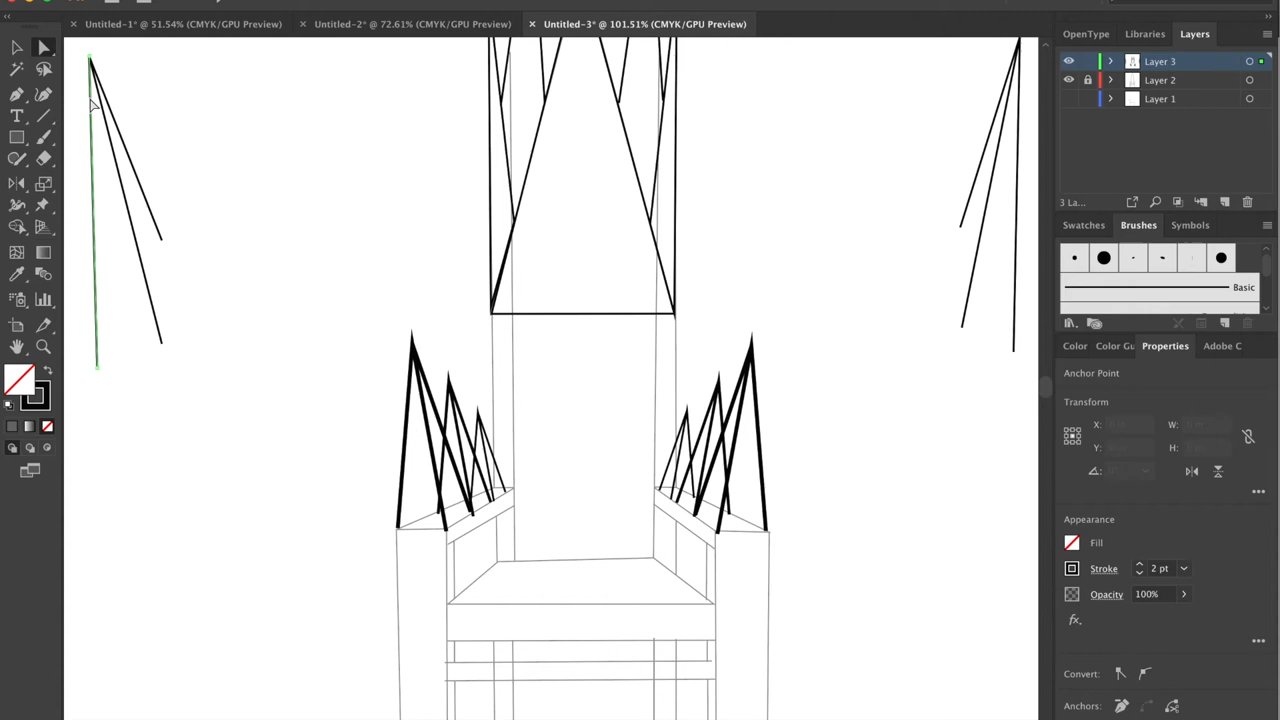 Untitled-1* @ 51.54% (CMYK/GPU Preview)
Untitled-2* @ 72.61% (CMYK/GPU Preview)
Untitled-3* @ 101.51% (CMYK/GPU Preview)
OpenType
Libraries
Layers
Layer 3
Layer 2
Layer 1
3 La...
Swatches
Brushes
Symbols
Basic
Color
Color Gu
Properties
Adobe C
Anchor Point
Transform
X:
W:
Y:
H:
Appearance
Fill
Stroke
2 pt
Opacity
100%
fx.
Convert:
Anchors: